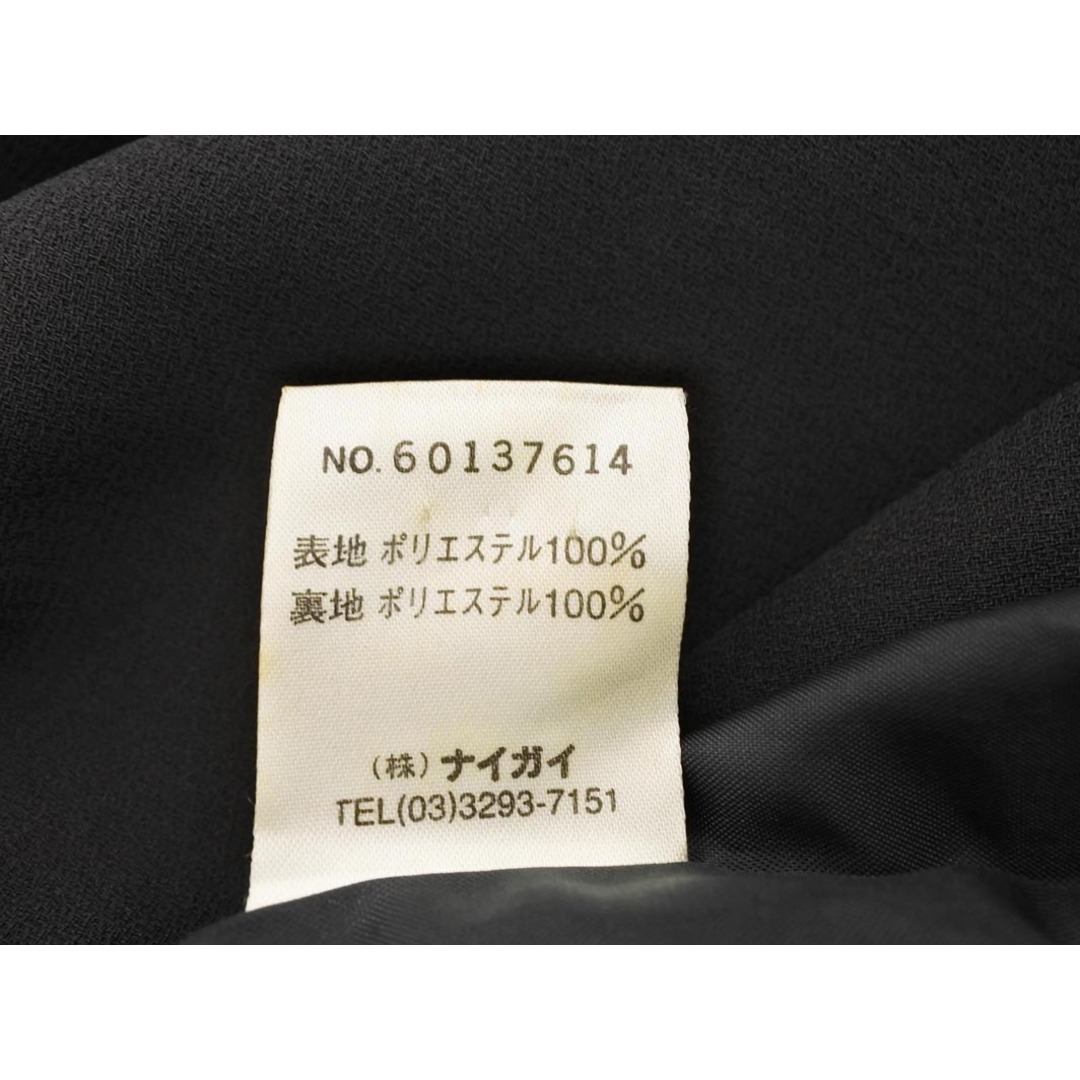 NO.60137614
表地 ポリエステル100%
裏地 ポリエステル100%
(株)ナイガイ
TEL(03)3293-7151